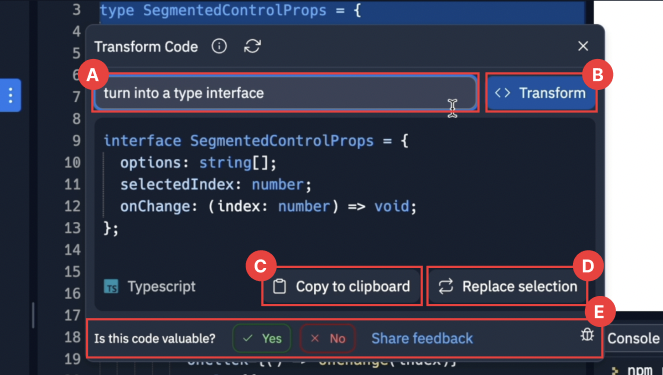 3 type SegmentedControlProps = {
4
Transform Code
5
6
A
B
turn into a type interface
<> Transform
7
8
9 interface SegmentedControlProps = {
10 options: string[];
11 selectedIndex: number;
12 onChange: (index: number) => void;
13 };
14
15
C
D
TS Typescript
Copy to clipboard
Replace selection
16
17
E
18 Is this code valuable? Yes No Share feedback
Console
19 onClick={() => onChange(index)}
> npm